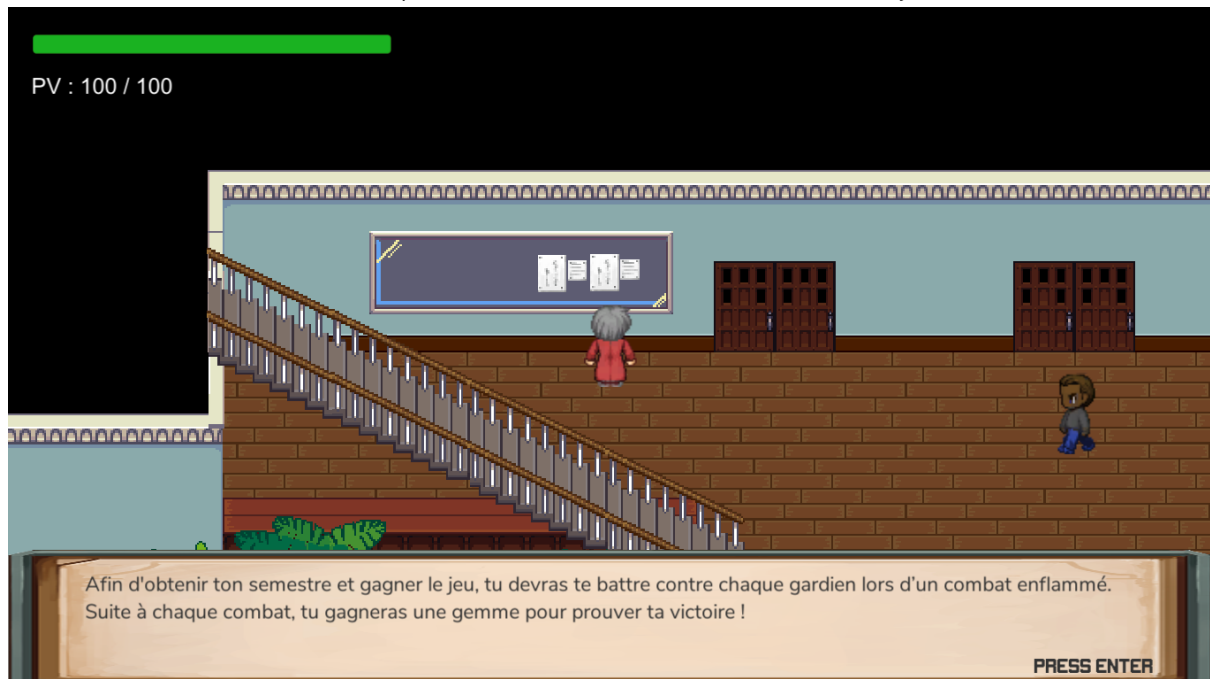 PV : 100 / 100
Afin d'obtenir ton semestre et gagner le jeu, tu devras te battre contre chaque gardien lors d’un combat enflammé.
Suite à chaque combat, tu gagneras une gemme pour prouver ta victoire !
PRESS ENTER